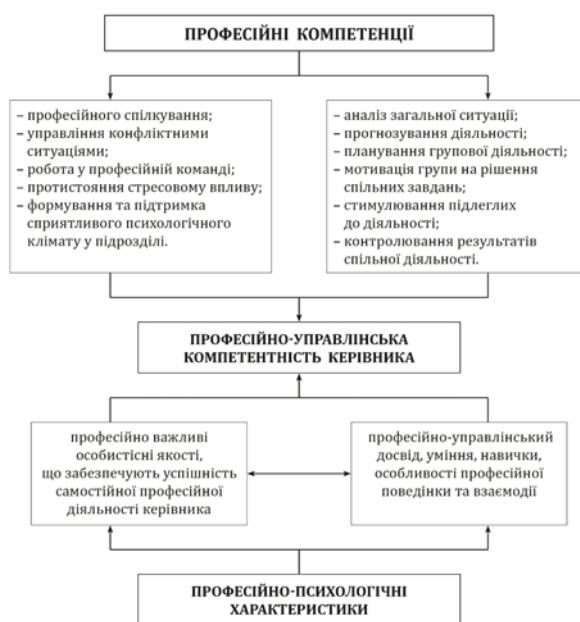 ПРОФЕСІЙНІ КОМПЕТЕНЦІЇ
– професійного спілкування;
– управління конфліктними
ситуаціями;
– робота у професійній команді;
– протистояння стресовому впливу;
– формування та підтримка
сприятливого психологічного
клімату у підрозділі.
– аналіз загальної ситуації;
– прогнозування діяльності;
– планування групової діяльності;
– мотивація групи на рішення
спільних завдань;
– стимулювання підлеглих
до діяльності;
– контролювання результатів
спільної діяльності.
ПРОФЕСІЙНО-УПРАВЛІНСЬКА
КОМПЕТЕНТНІСТЬ КЕРІВНИКА
професійно важливі
особистісні якості,
що забезпечують успішність
самостійної професійної
діяльності керівника
професійно-управлінський
досвід, уміння, навички,
особливості професійної
поведінки та взаємодії
ПРОФЕСІЙНО-ПСИХОЛОГІЧНІ
ХАРАКТЕРИСТИКИ